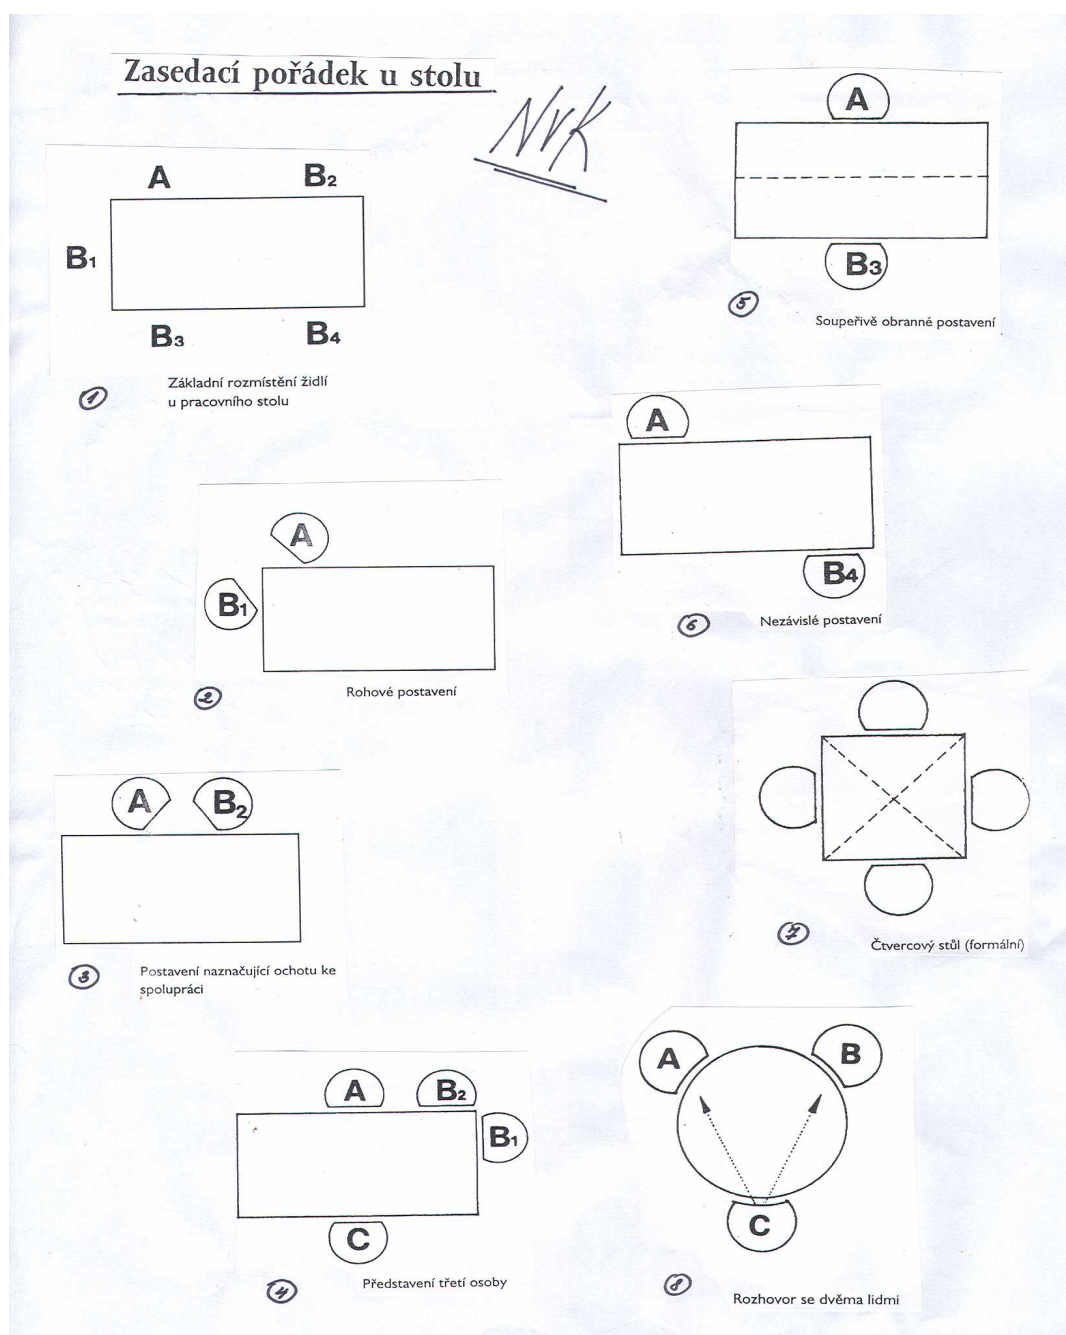 Zasedací pořádek u stolu
NVK
A B2
B1
B3 B4
1
Základní rozmístění židlí
u pracovního stolu
A
B1
2
Rohové postavení
A B2
3
Postavení naznačující ochotu ke
spolupráci
A B2
B1
C
4
Představení třetí osoby
A
B3
5
Soupeřivě obranné postavení
A
B4
6
Nezávislé postavení
7
Čtvercový stůl (formální)
A B
C
8
Rozhovor se dvěma lidmi